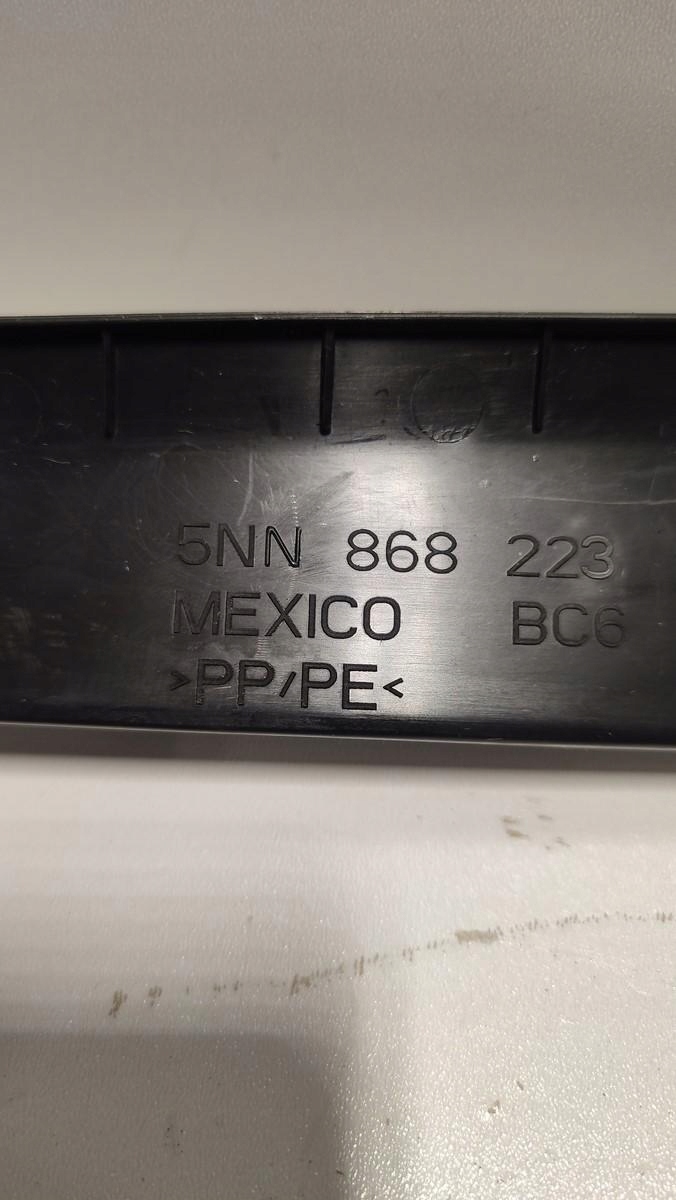 5NN 868 223
MEXICO BC6
>PP/PE<